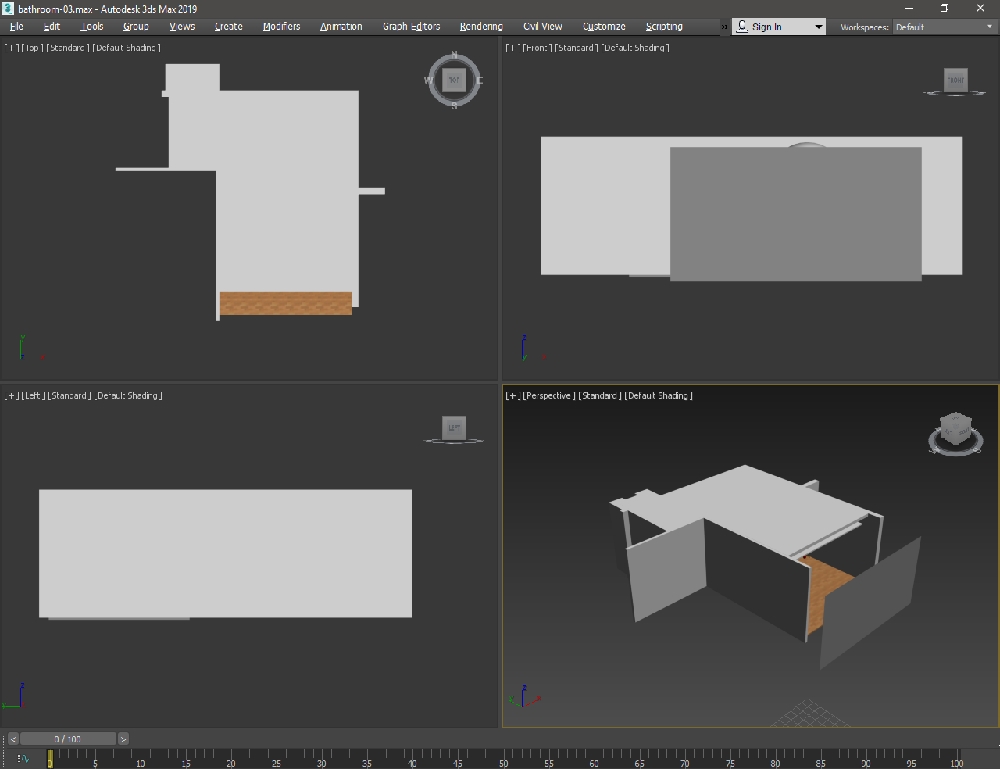 bathroom-03.max - Autodesk 3ds Max 2019
File Edit Tools Group Views Create Modifiers Animation Graph Editors Rendering Civil View Customize Scripting » Sign In Workspaces: Default
[+] [Top] [Standard] [Default Shading]
[+] [Front] [Standard] [Default Shading]
N
W TOP E
S
FRONT
z
y
x
[+] [Left] [Standard] [Default Shading]
[+] [Perspective] [Standard] [Default Shading]
LEFT
z
z
< 0 / 100 >
0 5 10 15 20 25 30 35 40 45 50 55 60 65 70 75 80 85 90 95 100